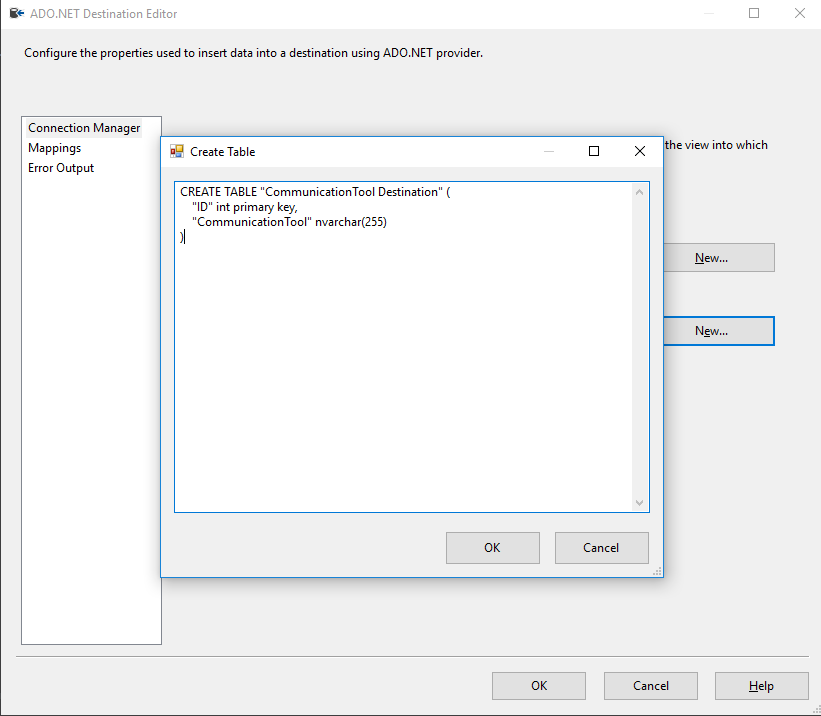 ADO.NET Destination Editor
Configure the properties used to insert data into a destination using ADO.NET provider.
Connection Manager
Mappings
Error Output
the view into which
Create Table
CREATE TABLE "CommunicationTool Destination" (
"ID" int primary key,
"CommunicationTool" nvarchar(255)
)
New...
New...
OK
Cancel
OK
Cancel
Help